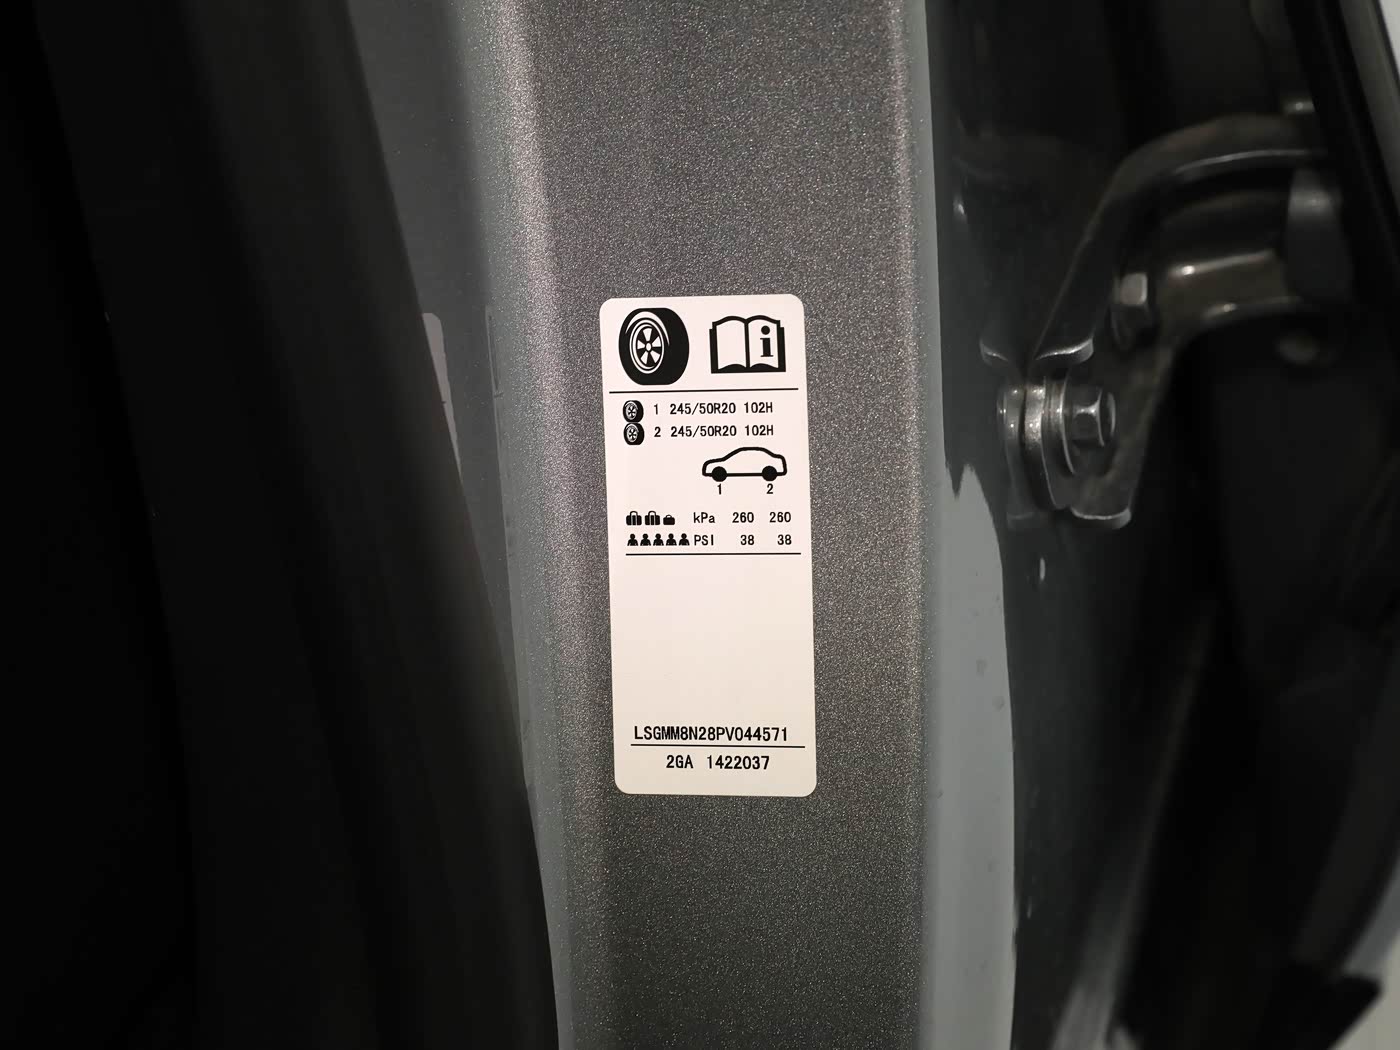 i
1 245/50R20 102H
2 245/50R20 102H
1 2
kPa 260 260
PSI 38 38
LSGMM8N28PV044571
2GA 1422037